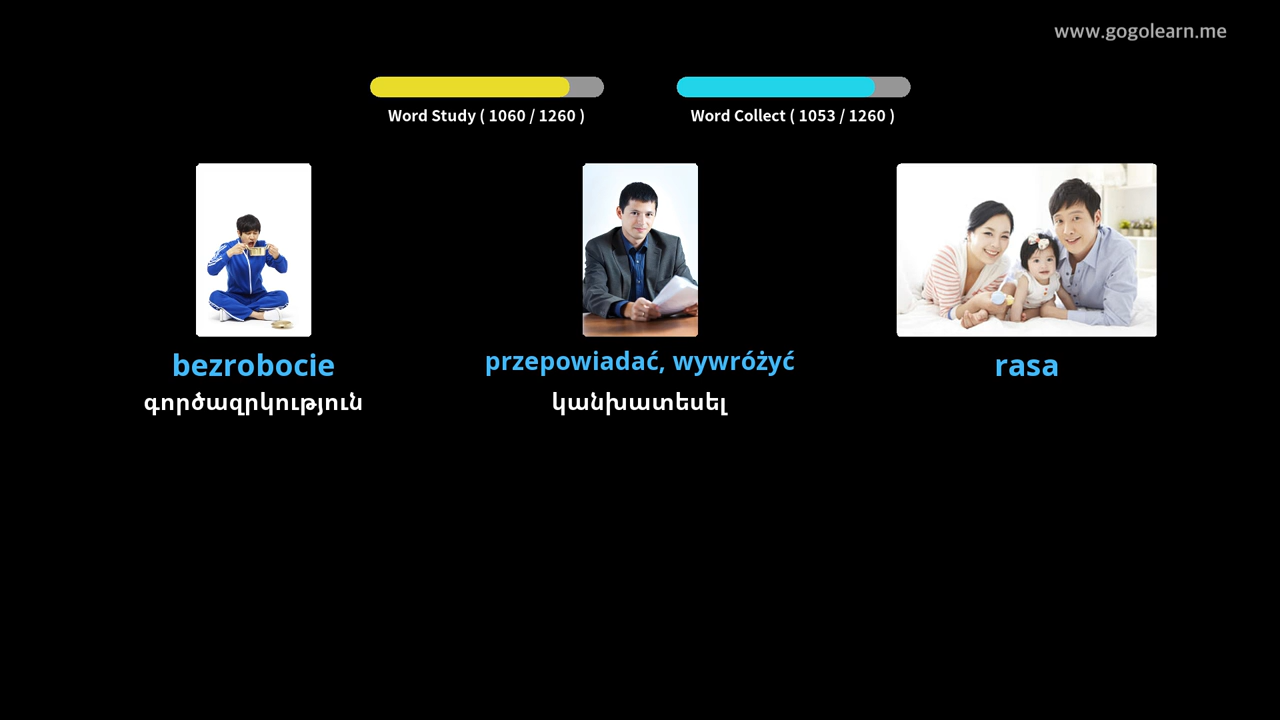 www.gogolearn.me
Word Study ( 1060 / 1260 )
Word Collect ( 1053 / 1260 )
bezrobocie
գործազրկություն
przepowiadać, wywróżyć
կանխատեսել
rasa